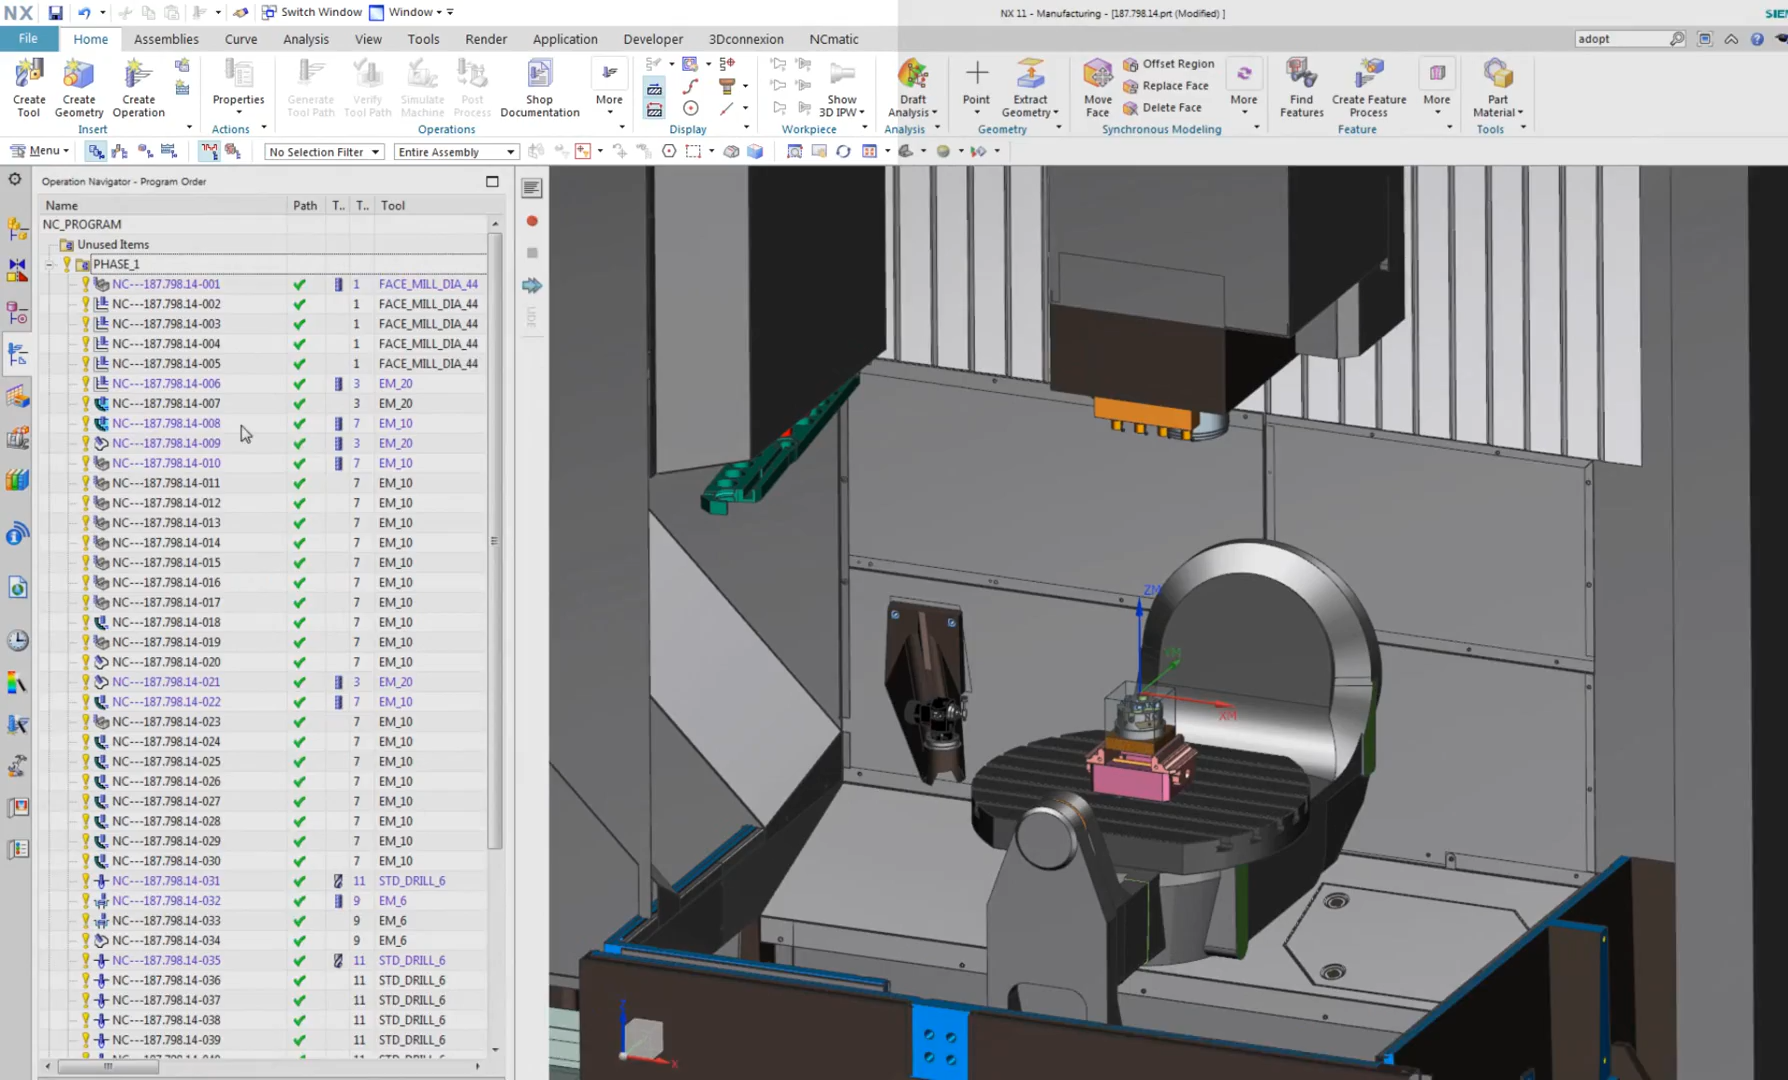 NX Switch Window Window NX 11 - Manufacturing - [187.798.14.prt (Modified) ] SIE
File Home Assemblies Curve Analysis View Tools Render Application Developer 3Dconnexion NCmatic adopt
Create Tool Create Geometry Create Operation Properties Generate Tool Path Verify Tool Path Simulate Machine Post Process Shop Documentation More Show 3D IPW Draft Analysis Point Extract Geometry Move Face Offset Region Replace Face Delete Face More Find Features Create Feature Process More Part Material
Insert Actions Operations Display Workpiece Analysis Geometry Synchronous Modeling Feature Tools
Menu No Selection Filter Entire Assembly
Operation Navigator - Program Order
Name Path T.. T.. Tool
NC_PROGRAM
Unused Items
PHASE_1
NC---187.798.14-001 1 FACE_MILL_DIA_44
NC---187.798.14-002 1 FACE_MILL_DIA_44
NC---187.798.14-003 1 FACE_MILL_DIA_44
NC---187.798.14-004 1 FACE_MILL_DIA_44
NC---187.798.14-005 1 FACE_MILL_DIA_44
NC---187.798.14-006 3 EM_20
NC---187.798.14-007 3 EM_20
NC---187.798.14-008 7 EM_10
NC---187.798.14-009 3 EM_20
NC---187.798.14-010 7 EM_10
NC---187.798.14-011 7 EM_10
NC---187.798.14-012 7 EM_10
NC---187.798.14-013 7 EM_10
NC---187.798.14-014 7 EM_10
NC---187.798.14-015 7 EM_10
NC---187.798.14-016 7 EM_10
NC---187.798.14-017 7 EM_10
NC---187.798.14-018 7 EM_10
NC---187.798.14-019 7 EM_10
NC---187.798.14-020 7 EM_10
NC---187.798.14-021 3 EM_20
NC---187.798.14-022 7 EM_10
NC---187.798.14-023 7 EM_10
NC---187.798.14-024 7 EM_10
NC---187.798.14-025 7 EM_10
NC---187.798.14-026 7 EM_10
NC---187.798.14-027 7 EM_10
NC---187.798.14-028 7 EM_10
NC---187.798.14-029 7 EM_10
NC---187.798.14-030 7 EM_10
NC---187.798.14-031 11 STD_DRILL_6
NC---187.798.14-032 9 EM_6
NC---187.798.14-033 9 EM_6
NC---187.798.14-034 9 EM_6
NC---187.798.14-035 11 STD_DRILL_6
NC---187.798.14-036 11 STD_DRILL_6
NC---187.798.14-037 11 STD_DRILL_6
NC---187.798.14-038 11 STD_DRILL_6
NC---187.798.14-039 11 STD_DRILL_6
ZM
YM
XM
Z
X